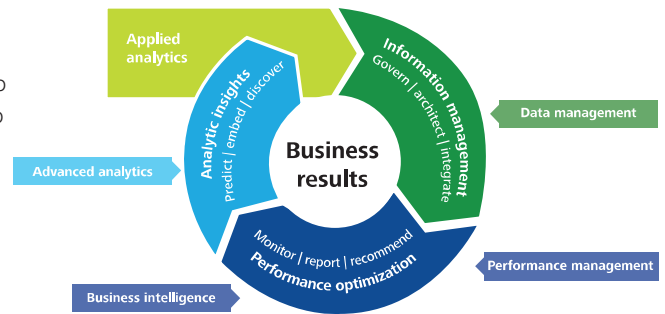 Applied
analytics
Information management
Govern | architect | integrate
Analytic insights
Predict | embed | discover
Business
results
Data management
Advanced analytics
Monitor | report | recommend
Performance optimization
Performance management
Business intelligence